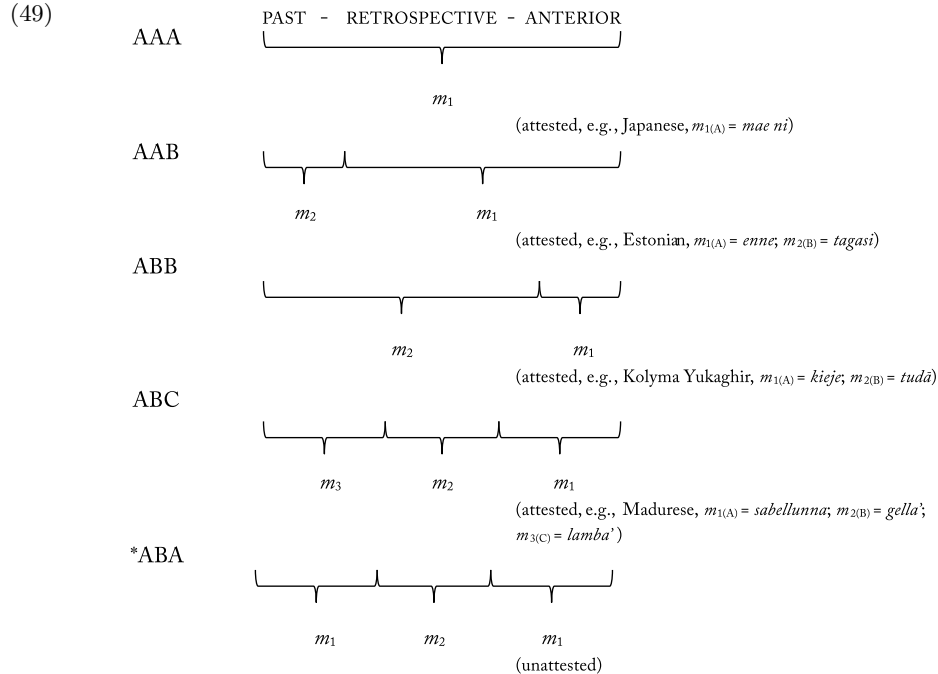 (49)
PAST – RETROSPECTIVE – ANTERIOR
AAA
m1
(attested, e.g., Japanese, m1(A) = mae ni)
AAB
m2 m1
(attested, e.g., Estonian, m1(A) = enne; m2(B) = tagasi)
ABB
m2 m1
(attested, e.g., Kolyma Yukaghir, m1(A) = kieje; m2(B) = tudā)
ABC
m3 m2 m1
(attested, e.g., Madurese, m1(A) = sabellunna; m2(B) = gella’;
m3(C) = lamba’ )
*ABA
m1 m2 m1
(unattested)